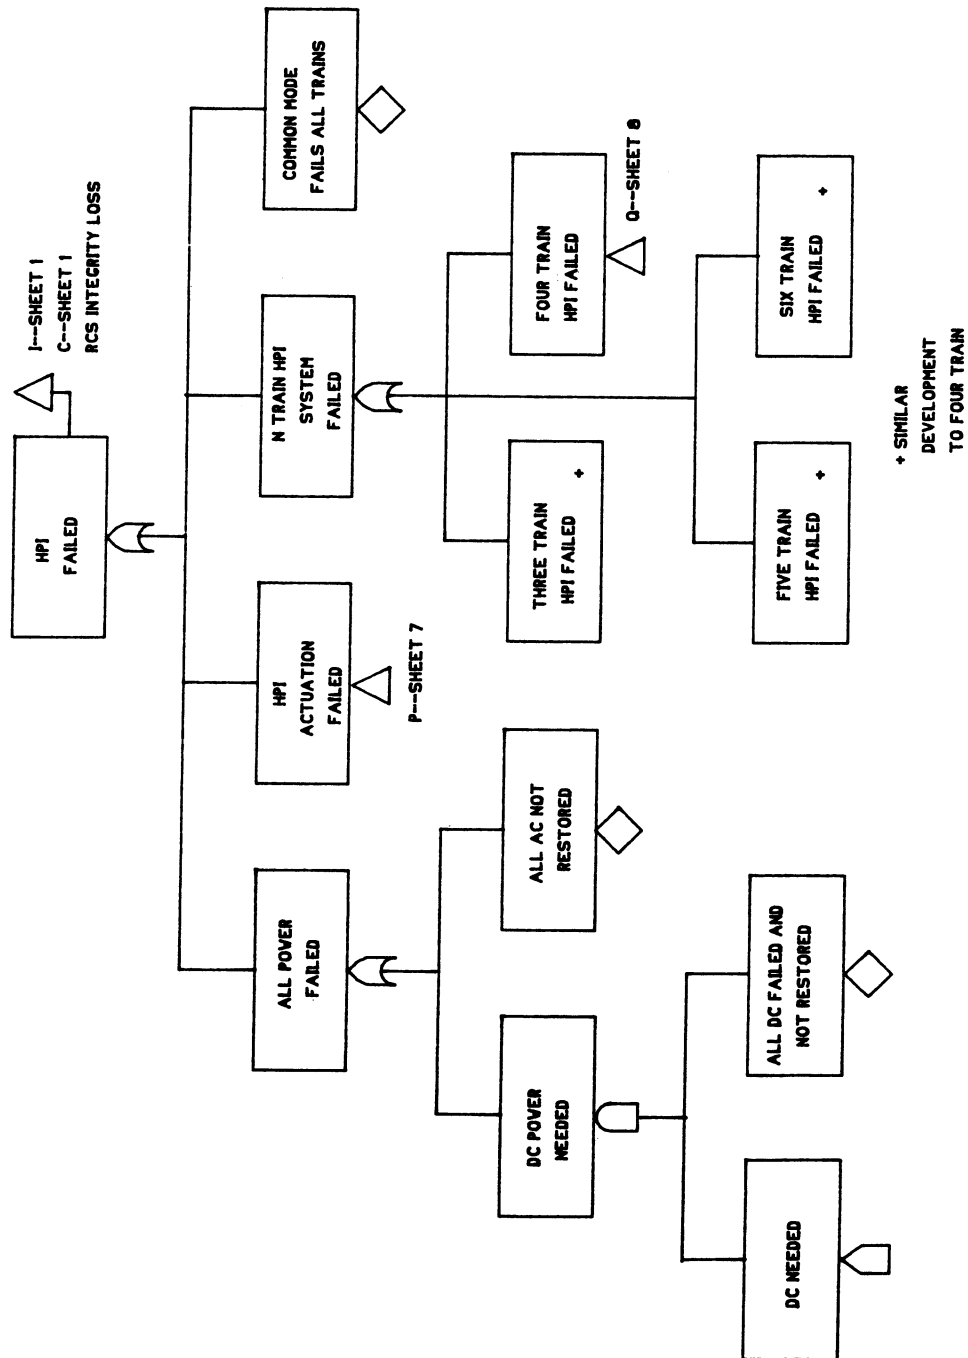 I--SHEET 1
C--SHEET 1
RCS INTEGRITY LOSS
HPI
FAILED
ALL POWER
FAILED
HPI
ACTUATION
FAILED
P--SHEET 7
N TRAIN HPI
SYSTEM
FAILED
COMMON MODE
FAILS ALL TRAINS
DC POWER
NEEDED
ALL AC NOT
RESTORED
THREE TRAIN
HPI FAILED +
FOUR TRAIN
HPI FAILED
Q--SHEET 8
DC NEEDED
ALL DC FAILED AND
NOT RESTORED
FIVE TRAIN
HPI FAILED +
SIX TRAIN
HPI FAILED +
+ SIMILAR
DEVELOPMENT
TO FOUR TRAIN